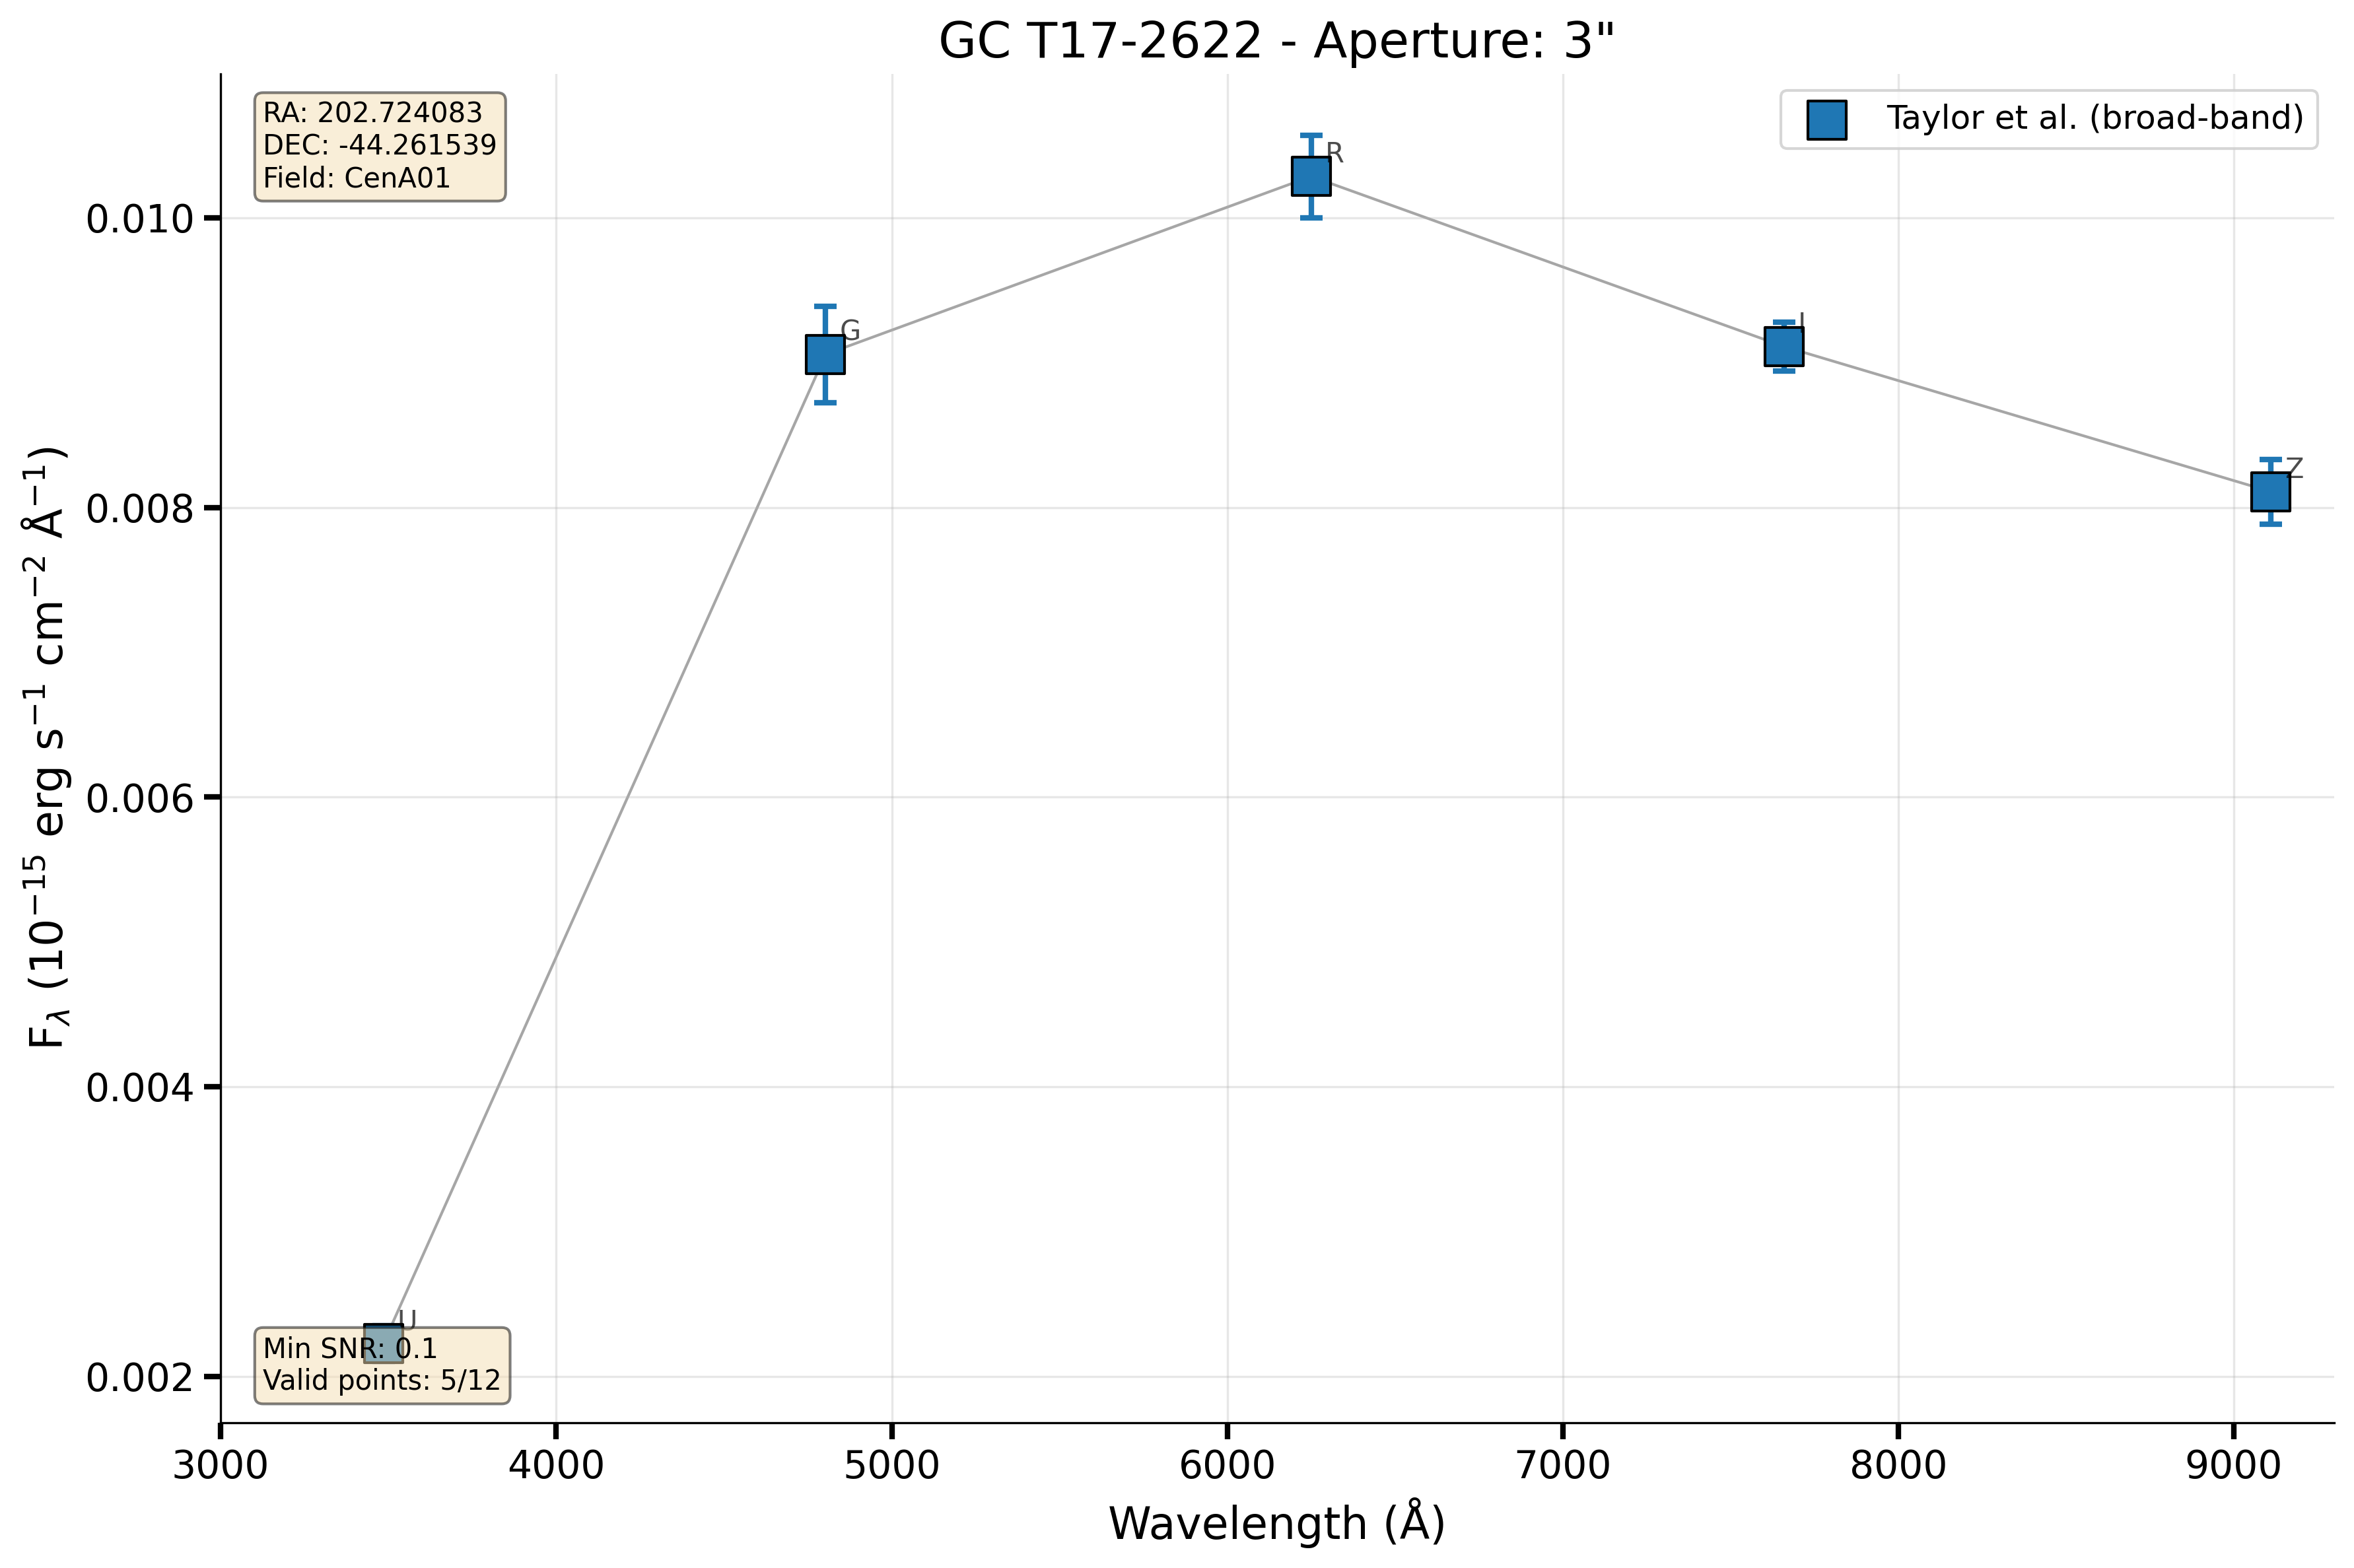 GC T17-2622 - Aperture: 3"
RA: 202.724083
DEC: -44.261539
Field: CenA01
Taylor et al. (broad-band)
R
G
I
Z
U
Min SNR: 0.1
Valid points: 5/12
0.010
0.008
0.006
0.004
0.002
F_λ (10⁻¹⁵ erg s⁻¹ cm⁻² Å⁻¹)
3000 4000 5000 6000 7000 8000 9000
Wavelength (Å)